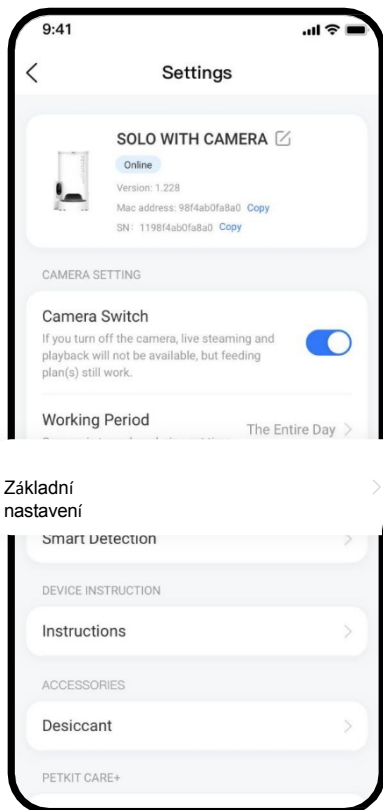 9:41
Settings
SOLO WITH CAMERA
Online
Version: 1.228
Mac address: 98f4ab0fa8a0 Copy
SN: 1198f4ab0fa8a0 Copy
CAMERA SETTING
Camera Switch
If you turn off the camera, live steaming and
playback will not be available, but feeding
plan(s) still work.
Working Period
The Entire Day
Základní
nastavení
Smart Detection
DEVICE INSTRUCTION
Instructions
ACCESSORIES
Desiccant
PETKIT CARE+